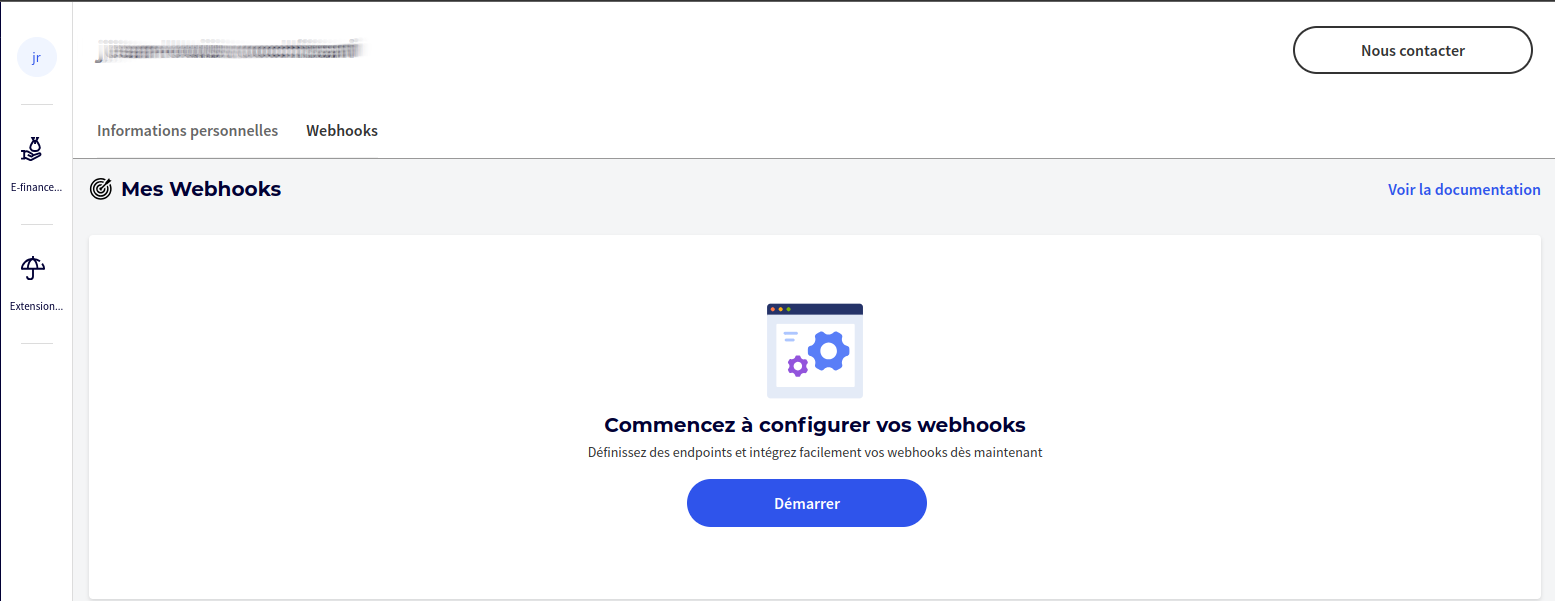 jr
Nous contacter
Informations personnelles
Webhooks
E-finance...
Mes Webhooks
Voir la documentation
Extension...
Commencez à configurer vos webhooks
Définissez des endpoints et intégrez facilement vos webhooks dès maintenant
Démarrer